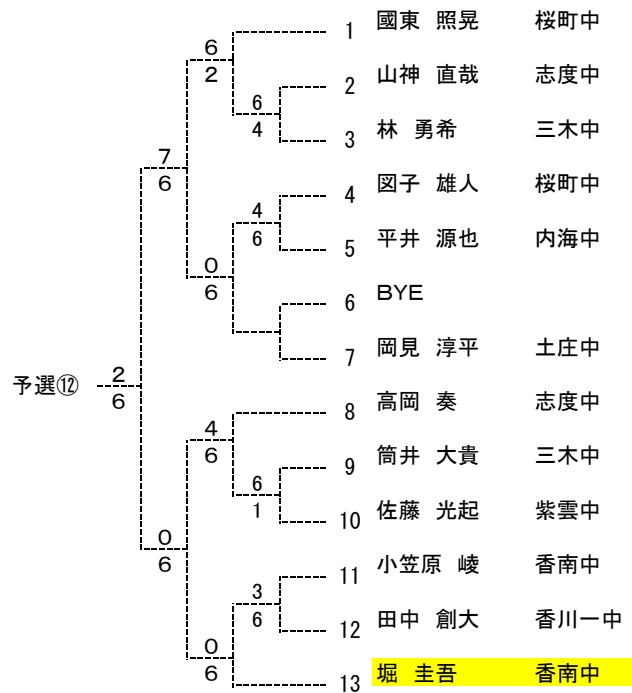 6
1 國東 照晃 桜町中
2
2 山神 直哉 志度中
6
4
3 林 勇希 三木中
7
6
4 図子 雄人 桜町中
4
6
5 平井 源也 内海中
0
6
6 BYE
7 岡見 淳平 土庄中
予選⑫
2
6
8 高岡 奏 志度中
4
6
9 筒井 大貴 三木中
6
1
10 佐藤 光起 紫雲中
0
6
11 小笠原 崚 香南中
3
6
12 田中 創大 香川一中
0
6
13 堀 圭吾 香南中